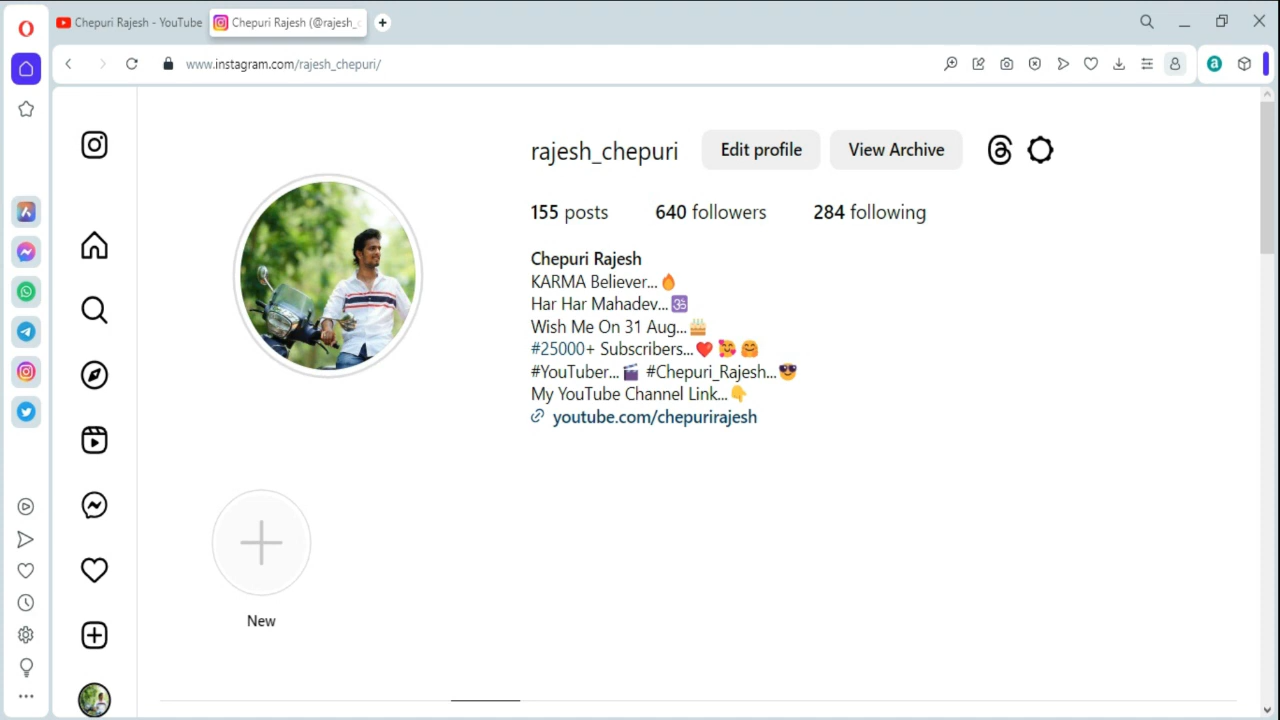 Chepuri Rajesh - YouTube
Chepuri Rajesh (@rajesh_c
www.instagram.com/rajesh_chepuri/
rajesh_chepuri
Edit profile
View Archive
155 posts
640 followers
284 following
Chepuri Rajesh
KARMA Believer...🔥
Har Har Mahadev...🕉
Wish Me On 31 Aug...🎂
#25000+ Subscribers...❤️ 🥰 🤗
#YouTuber...🎬 #Chepuri_Rajesh...😎
My YouTube Channel Link...👇
youtube.com/chepurirajesh
New